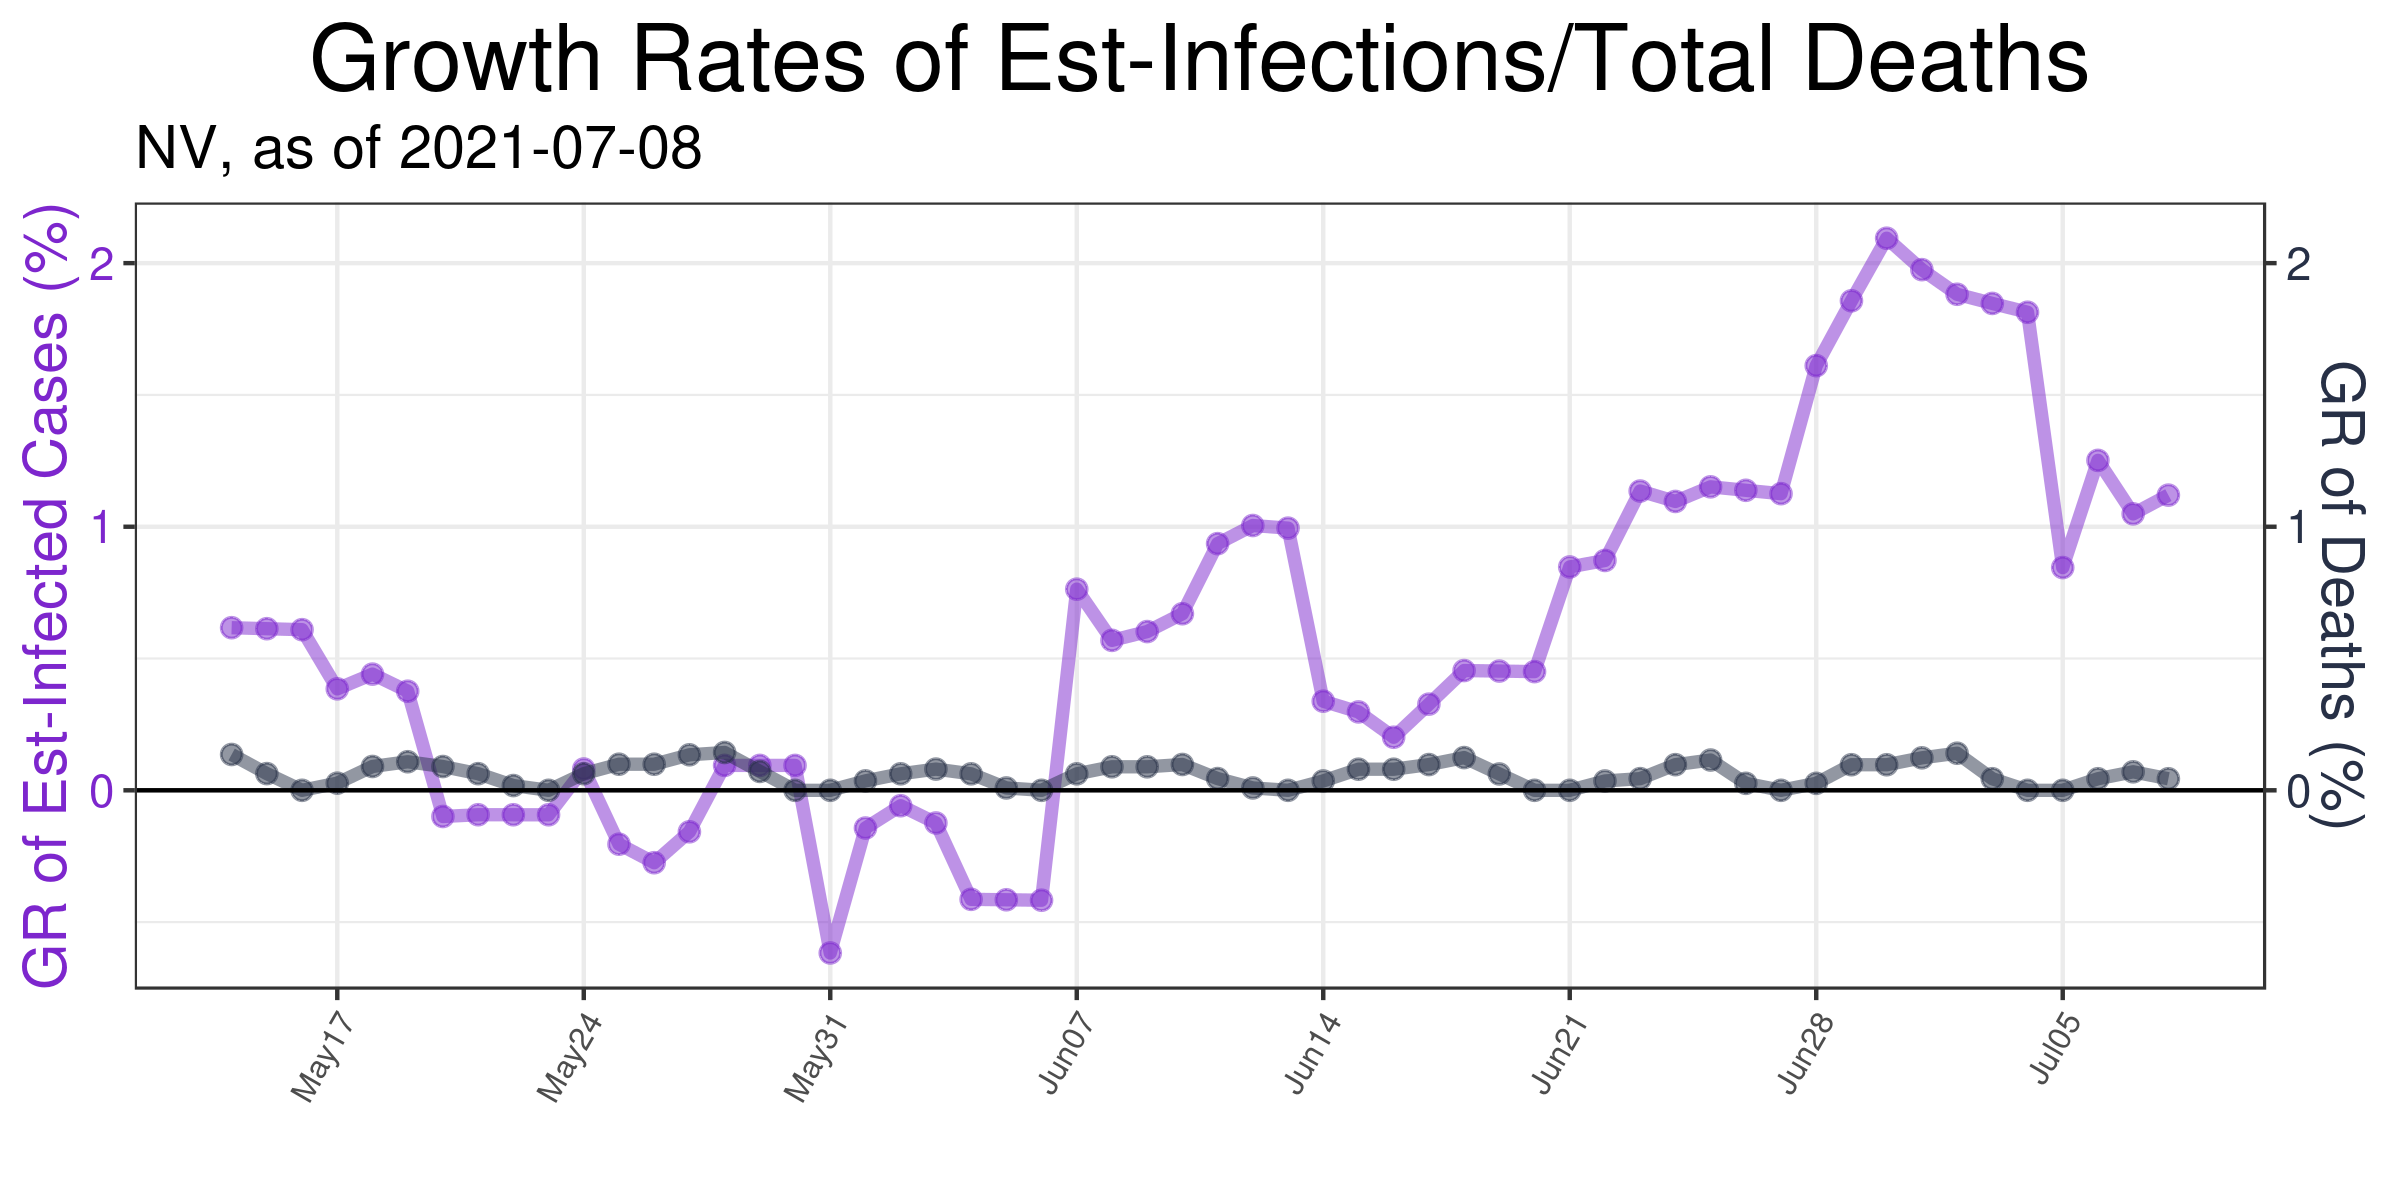 Growth Rates of Est-Infections/Total Deaths
NV, as of 2021-07-08
GR of Est-Infected Cases (%)
2
1
0
2
1
0
GR of Deaths (%)
May17
May24
May31
Jun07
Jun14
Jun21
Jun28
Jul05